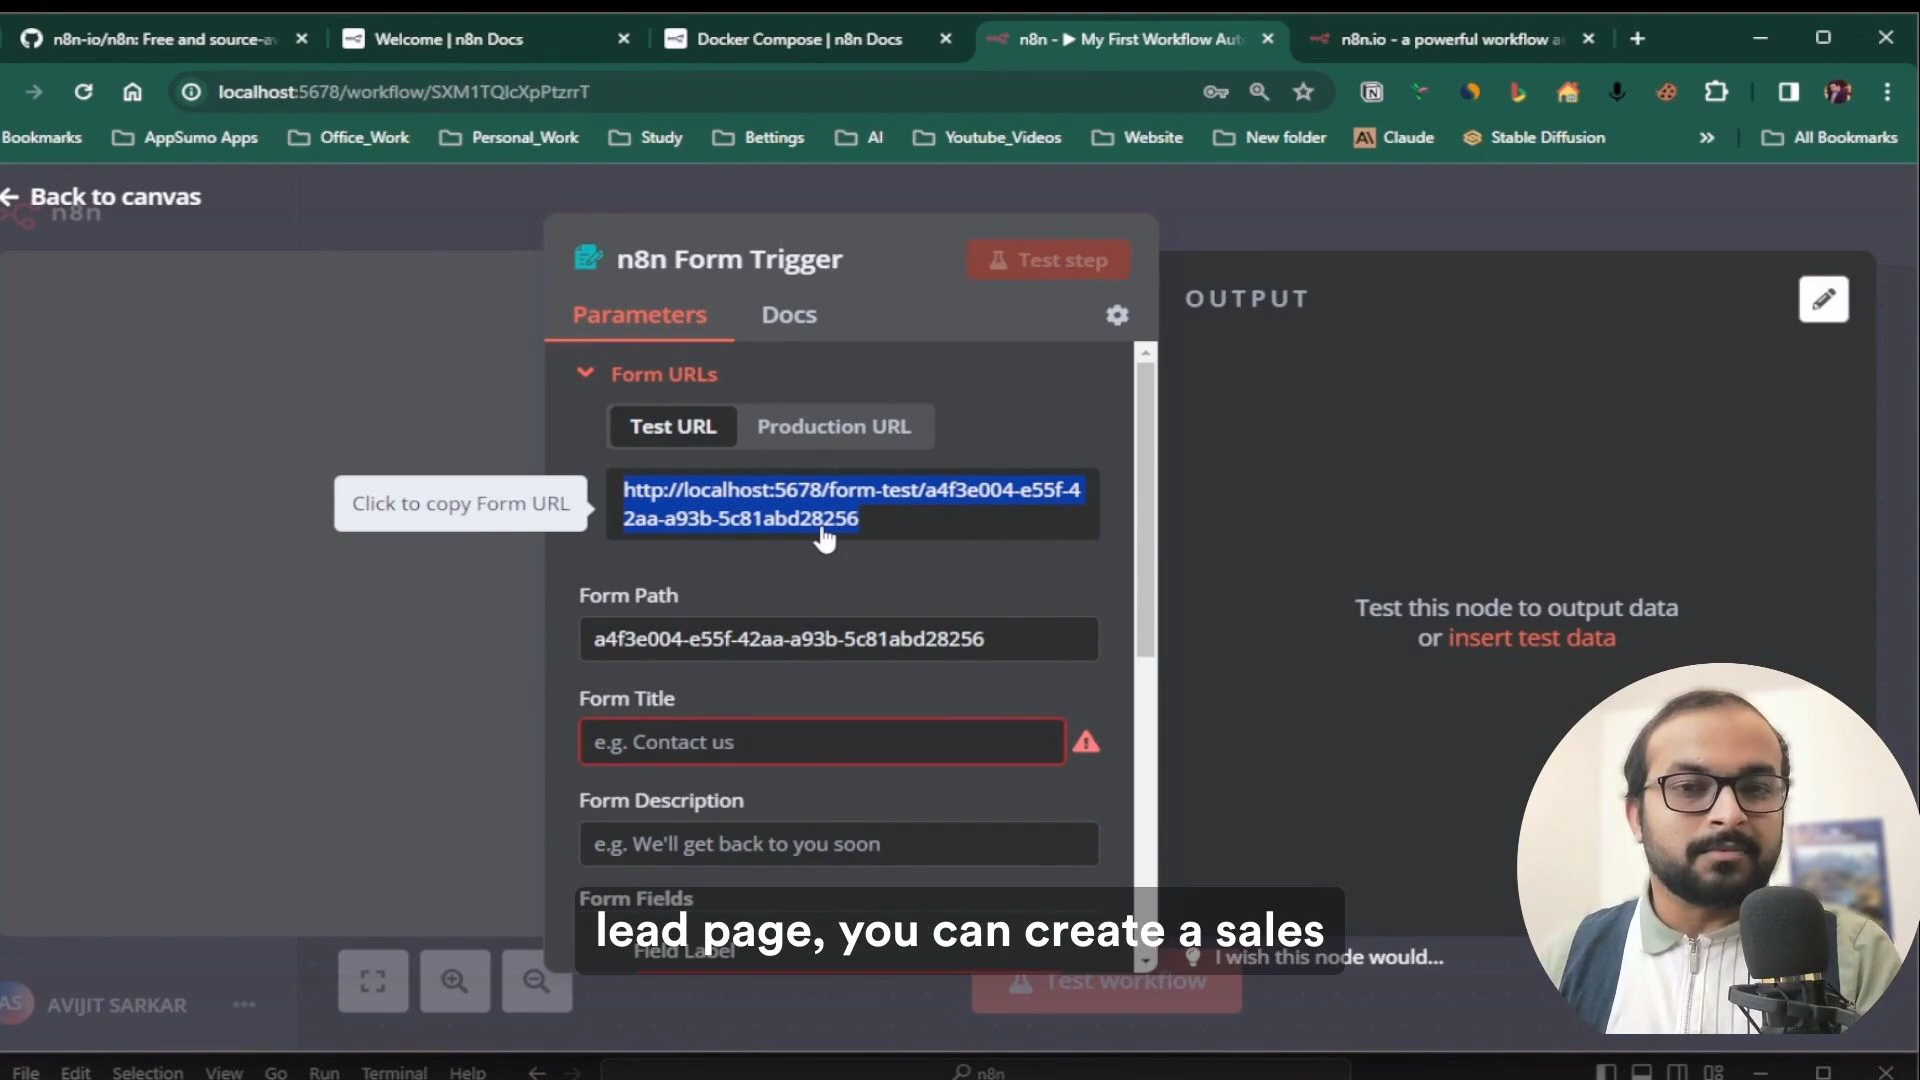 n8n-io/n8n: Free and source-av
Welcome | n8n Docs
Docker Compose | n8n Docs
n8n - ▶ My First Workflow Aut
n8n.io - a powerful workflow a
localhost:5678/workflow/SXM1TQIcXpPtzrrT
Bookmarks
AppSumo Apps
Office_Work
Personal_Work
Study
Bettings
AI
Youtube_Videos
Website
New folder
Claude
Stable Diffusion
All Bookmarks
Back to canvas
n8n
n8n Form Trigger
Test step
Parameters
Docs
OUTPUT
Form URLs
Test URL
Production URL
Click to copy Form URL
http://localhost:5678/form-test/a4f3e004-e55f-4
2aa-a93b-5c81abd28256
Form Path
a4f3e004-e55f-42aa-a93b-5c81abd28256
Test this node to output data
or insert test data
Form Title
e.g. Contact us
Form Description
e.g. We'll get back to you soon
Form Fields
lead page, you can create a sales
Field Label
I wish this node would...
Test workflow
AS
AVIJIT SARKAR
File Edit Selection View Go Run Terminal Help
n8n